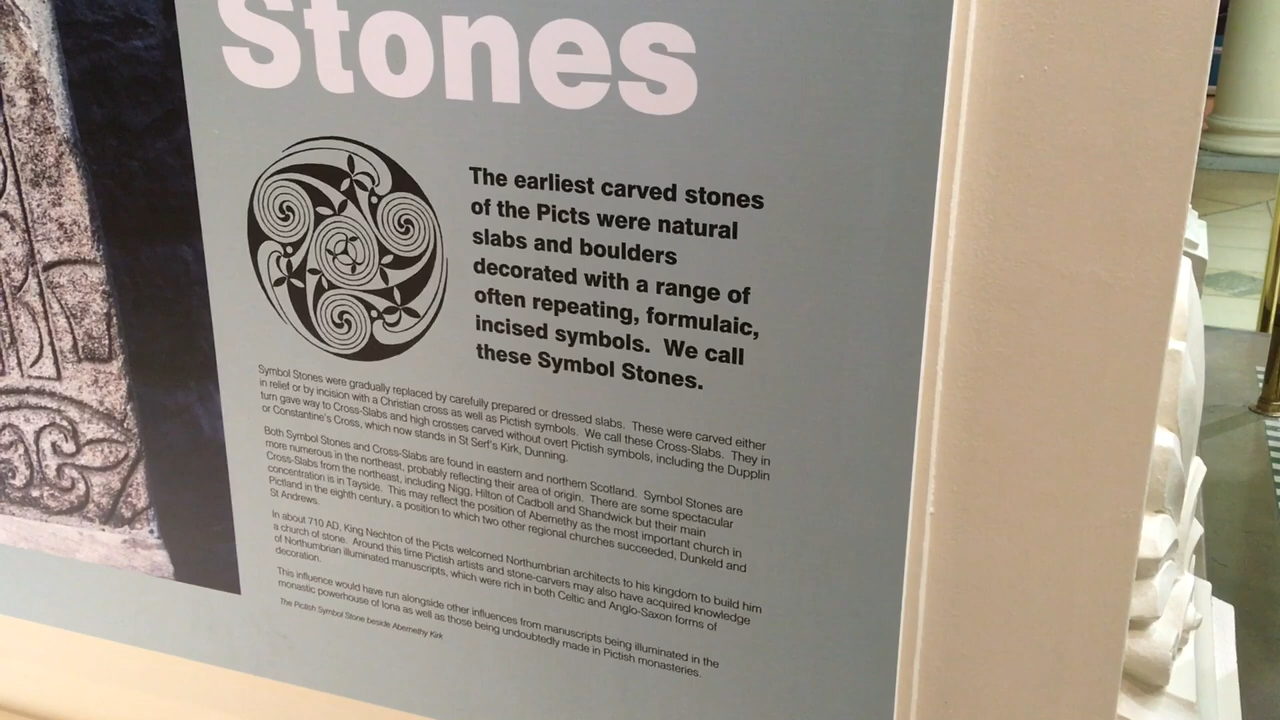 Stones
The earliest carved stones
of the Picts were natural
slabs and boulders
decorated with a range of
often repeating, formulaic,
incised symbols. We call
these Symbol Stones.
Symbol Stones were gradually replaced by carefully prepared or dressed slabs. These were carved either
in relief or by incision with a Christian cross as well as Pictish symbols. We call these Cross-Slabs. They in
turn gave way to Cross-Slabs and high crosses carved without overt Pictish symbols, including the Dupplin
or Constantine's Cross, which now stands in St Serf's Kirk, Dunning.
Both Symbol Stones and Cross-Slabs are found in eastern and northern Scotland. Symbol Stones are
more numerous in the northeast, probably reflecting their area of origin. There are some spectacular
Cross-Slabs from the northeast, including Nigg, Hilton of Cadboll and Shandwick but their main
concentration is in Tayside. This may reflect the position of Abernethy as the most important church in
Pictland in the eighth century, a position to which two other regional churches succeeded, Dunkeld and
St Andrews.
In about 710 AD, King Nechton of the Picts welcomed Northumbrian architects to his kingdom to build him
a church of stone. Around this time Pictish artists and stone-carvers may also have acquired knowledge
of Northumbrian illuminated manuscripts, which were rich in both Celtic and Anglo-Saxon forms of
decoration.
This influence would have run alongside other influences from manuscripts being illuminated in the
monastic powerhouse of Iona as well as those being undoubtedly made in Pictish monasteries.
The Pictish Symbol Stone beside Abernethy Kirk